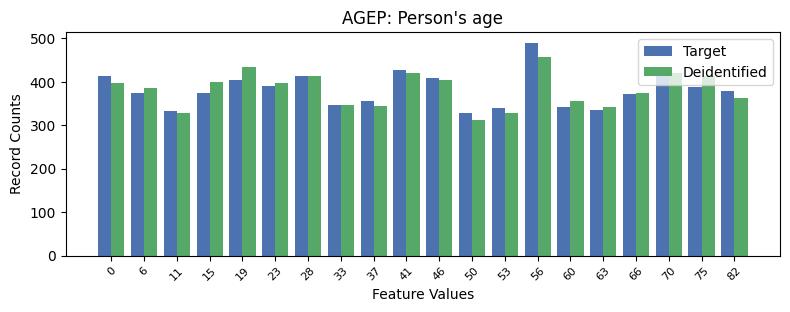 AGEP: Person's age
500
400
300
200
100
0
Record Counts
Target
Deidentified
0 6 11 15 19 23 28 33 37 41 46 50 53 56 60 63 66 70 75 82
Feature Values